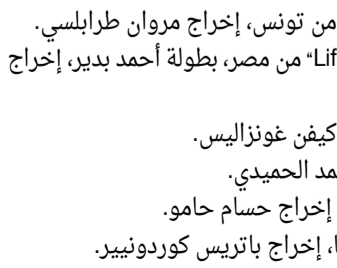 من تونس، إخراج مروان طرابلسي.
Lif“ من مصر، بطولة أحمد بدير، إخراج
كيفن غونزاليس.
الحميدي.
إخراج حسام حامو.
إخراج باتريس كوردونيير.